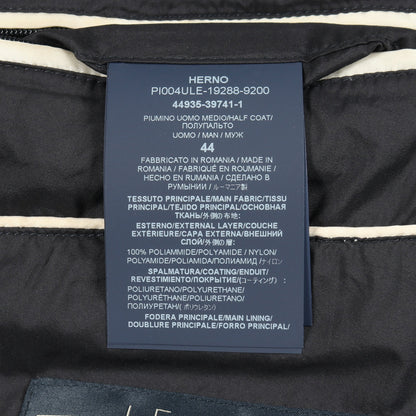 HERNO
PI004ULE-19288-9200
44935-39741-1
PIUMINO UOMO MEDIO/HALF COAT/
ПОЛУПАЛЬТО
UOMO / MAN / МУЖ
44
FABBRICATO IN ROMANIA / MADE IN
ROMANIA / FABRIQUÉ EN ROUMANIE /
HECHO EN RUMANIA / СДЕЛАНО В
РУМЫНИИ / ルーマニア製
TESSUTO PRINCIPALE/MAIN FABRIC/TISSU
PRINCIPAL/TEJIDO PRINCIPAL/ОСНОВНАЯ
ТКАНЬ/外側の布地:
ESTERNO/EXTERNAL LAYER/COUCHE
EXTÉRIEURE/CAPA EXTERNA/ВНЕШНИЙ
СЛОЙ/外側の層:
100% POLIAMMIDE/POLYAMIDE / NYLON/
POLYAMIDE/POLIAMIDA/ПОЛИАМИД /ナイロン/
SPALMATURA/COATING/ENDUIT/
REVESTIMIENTO/ПОКРЫТИЕ/(コーティング) :
POLIURETANO/POLYURETHANE/
POLYURÉTHANE/POLIURETANO/
ПОЛИУРЕТАН/ (ポリウレタン)
FODERA PRINCIPALE/MAIN LINING/
DOUBLURE PRINCIPALE/FORRO PRINCIPAL/